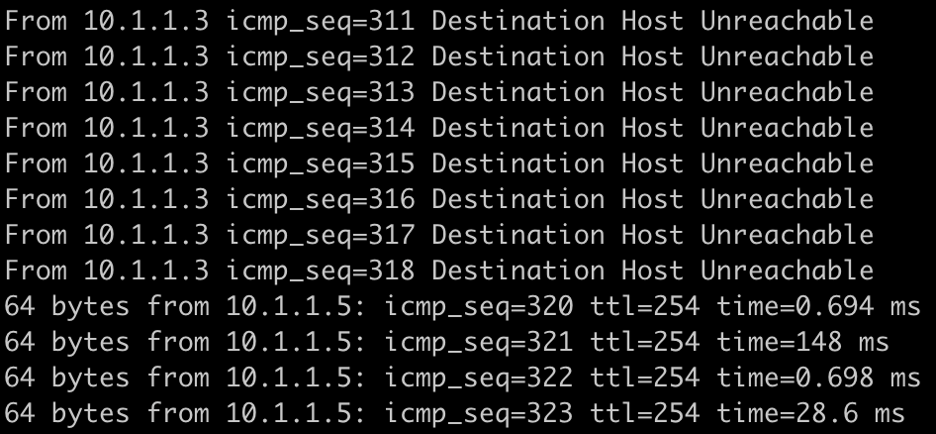 From 10.1.1.3 icmp_seq=311 Destination Host Unreachable
From 10.1.1.3 icmp_seq=312 Destination Host Unreachable
From 10.1.1.3 icmp_seq=313 Destination Host Unreachable
From 10.1.1.3 icmp_seq=314 Destination Host Unreachable
From 10.1.1.3 icmp_seq=315 Destination Host Unreachable
From 10.1.1.3 icmp_seq=316 Destination Host Unreachable
From 10.1.1.3 icmp_seq=317 Destination Host Unreachable
From 10.1.1.3 icmp_seq=318 Destination Host Unreachable
64 bytes from 10.1.1.5: icmp_seq=320 ttl=254 time=0.694 ms
64 bytes from 10.1.1.5: icmp_seq=321 ttl=254 time=148 ms
64 bytes from 10.1.1.5: icmp_seq=322 ttl=254 time=0.698 ms
64 bytes from 10.1.1.5: icmp_seq=323 ttl=254 time=28.6 ms